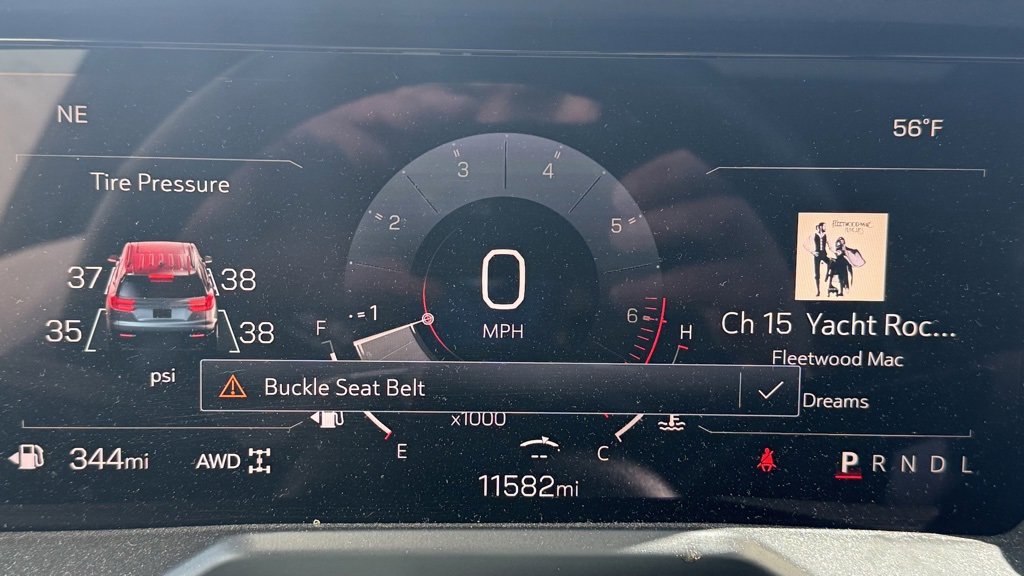 NE
56°F
Tire Pressure
37 38
35 38
psi
1 2 3 4 5 6
0
MPH
F
H
Ch 15 Yacht Roc...
Fleetwood Mac
Dreams
Buckle Seat Belt
x1000
E
C
--
344mi
AWD
11582mi
P R N D L